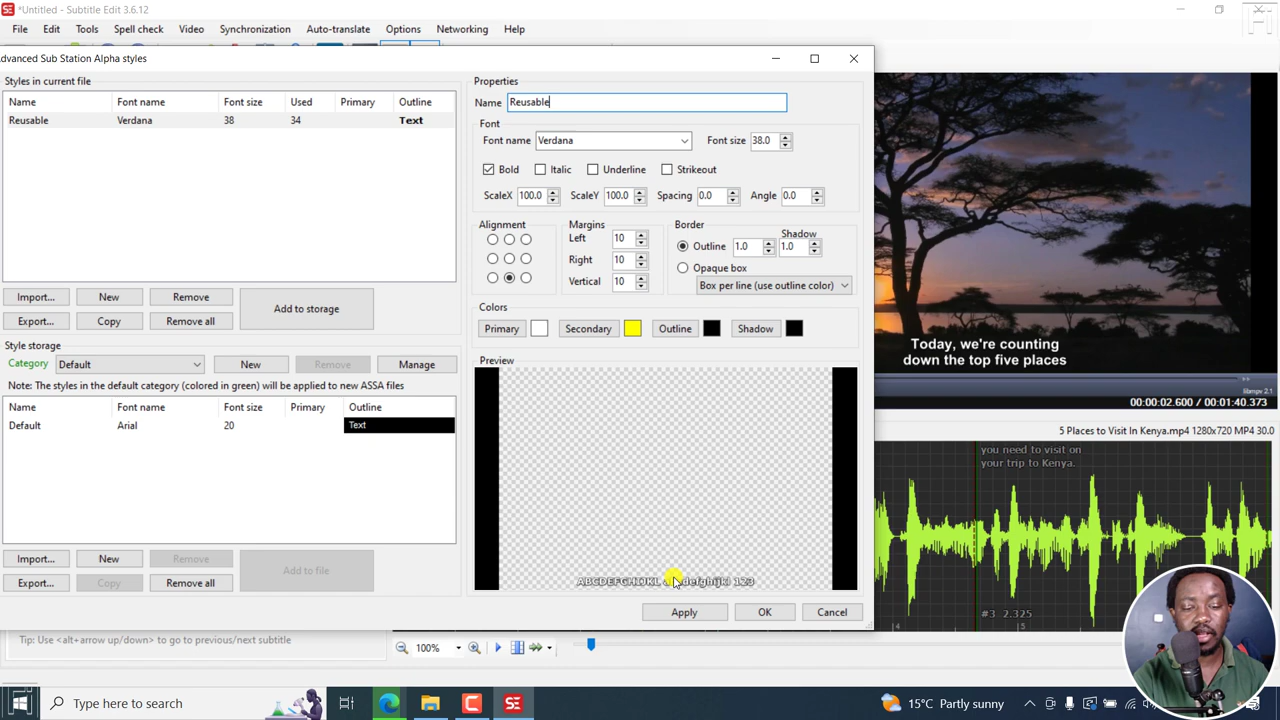 *Untitled - Subtitle Edit 3.6.12
File Edit Tools Spell check Video Synchronization Auto-translate Options Networking Help
dvanced Sub Station Alpha styles
Styles in current file
Name Font name Font size Used Primary Outline
Reusable Verdana 38 34 Text
Import... New Remove
Add to storage
Export... Copy Remove all
Style storage
Category Default New Remove Manage
Note: The styles in the default category (colored in green) will be applied to new ASSA files
Name Font name Font size Primary Outline
Default Arial 20 Text
Import... New Remove
Add to file
Export... Copy Remove all
Properties
Name Reusable
Font
Font name Verdana Font size 38.0
Bold Italic Underline Strikeout
ScaleX 100.0 ScaleY 100.0 Spacing 0.0 Angle 0.0
Alignment
Margins
Left 10
Right 10
Vertical 10
Border
Shadow
Outline 1.0 1.0
Opaque box
Box per line (use outline color)
Colors
Primary Secondary Outline Shadow
Preview
ABCDEFGHIJKL abcdefghijkl 123
Apply OK Cancel
Today, we're counting
down the top five places
libmpv 2.1
00:00:02.600 / 00:01:40.373
5 Places to Visit In Kenya.mp4 1280x720 MP4 30.0
you need to visit on
your trip to Kenya.
#3 2.325
4 5
Tip: Use <alt+arrow up/down> to go to previous/next subtitle
100%
Type here to search
15°C Partly sunny